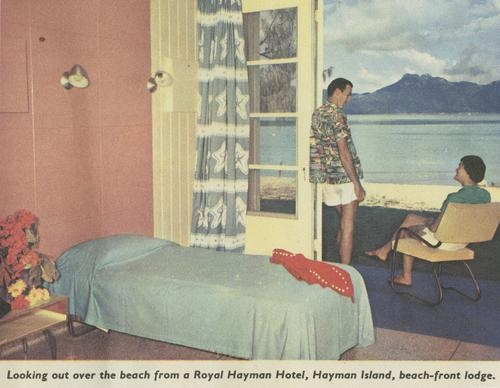 Looking out over the beach from a Royal Hayman Hotel, Hayman Island, beach-front lodge.